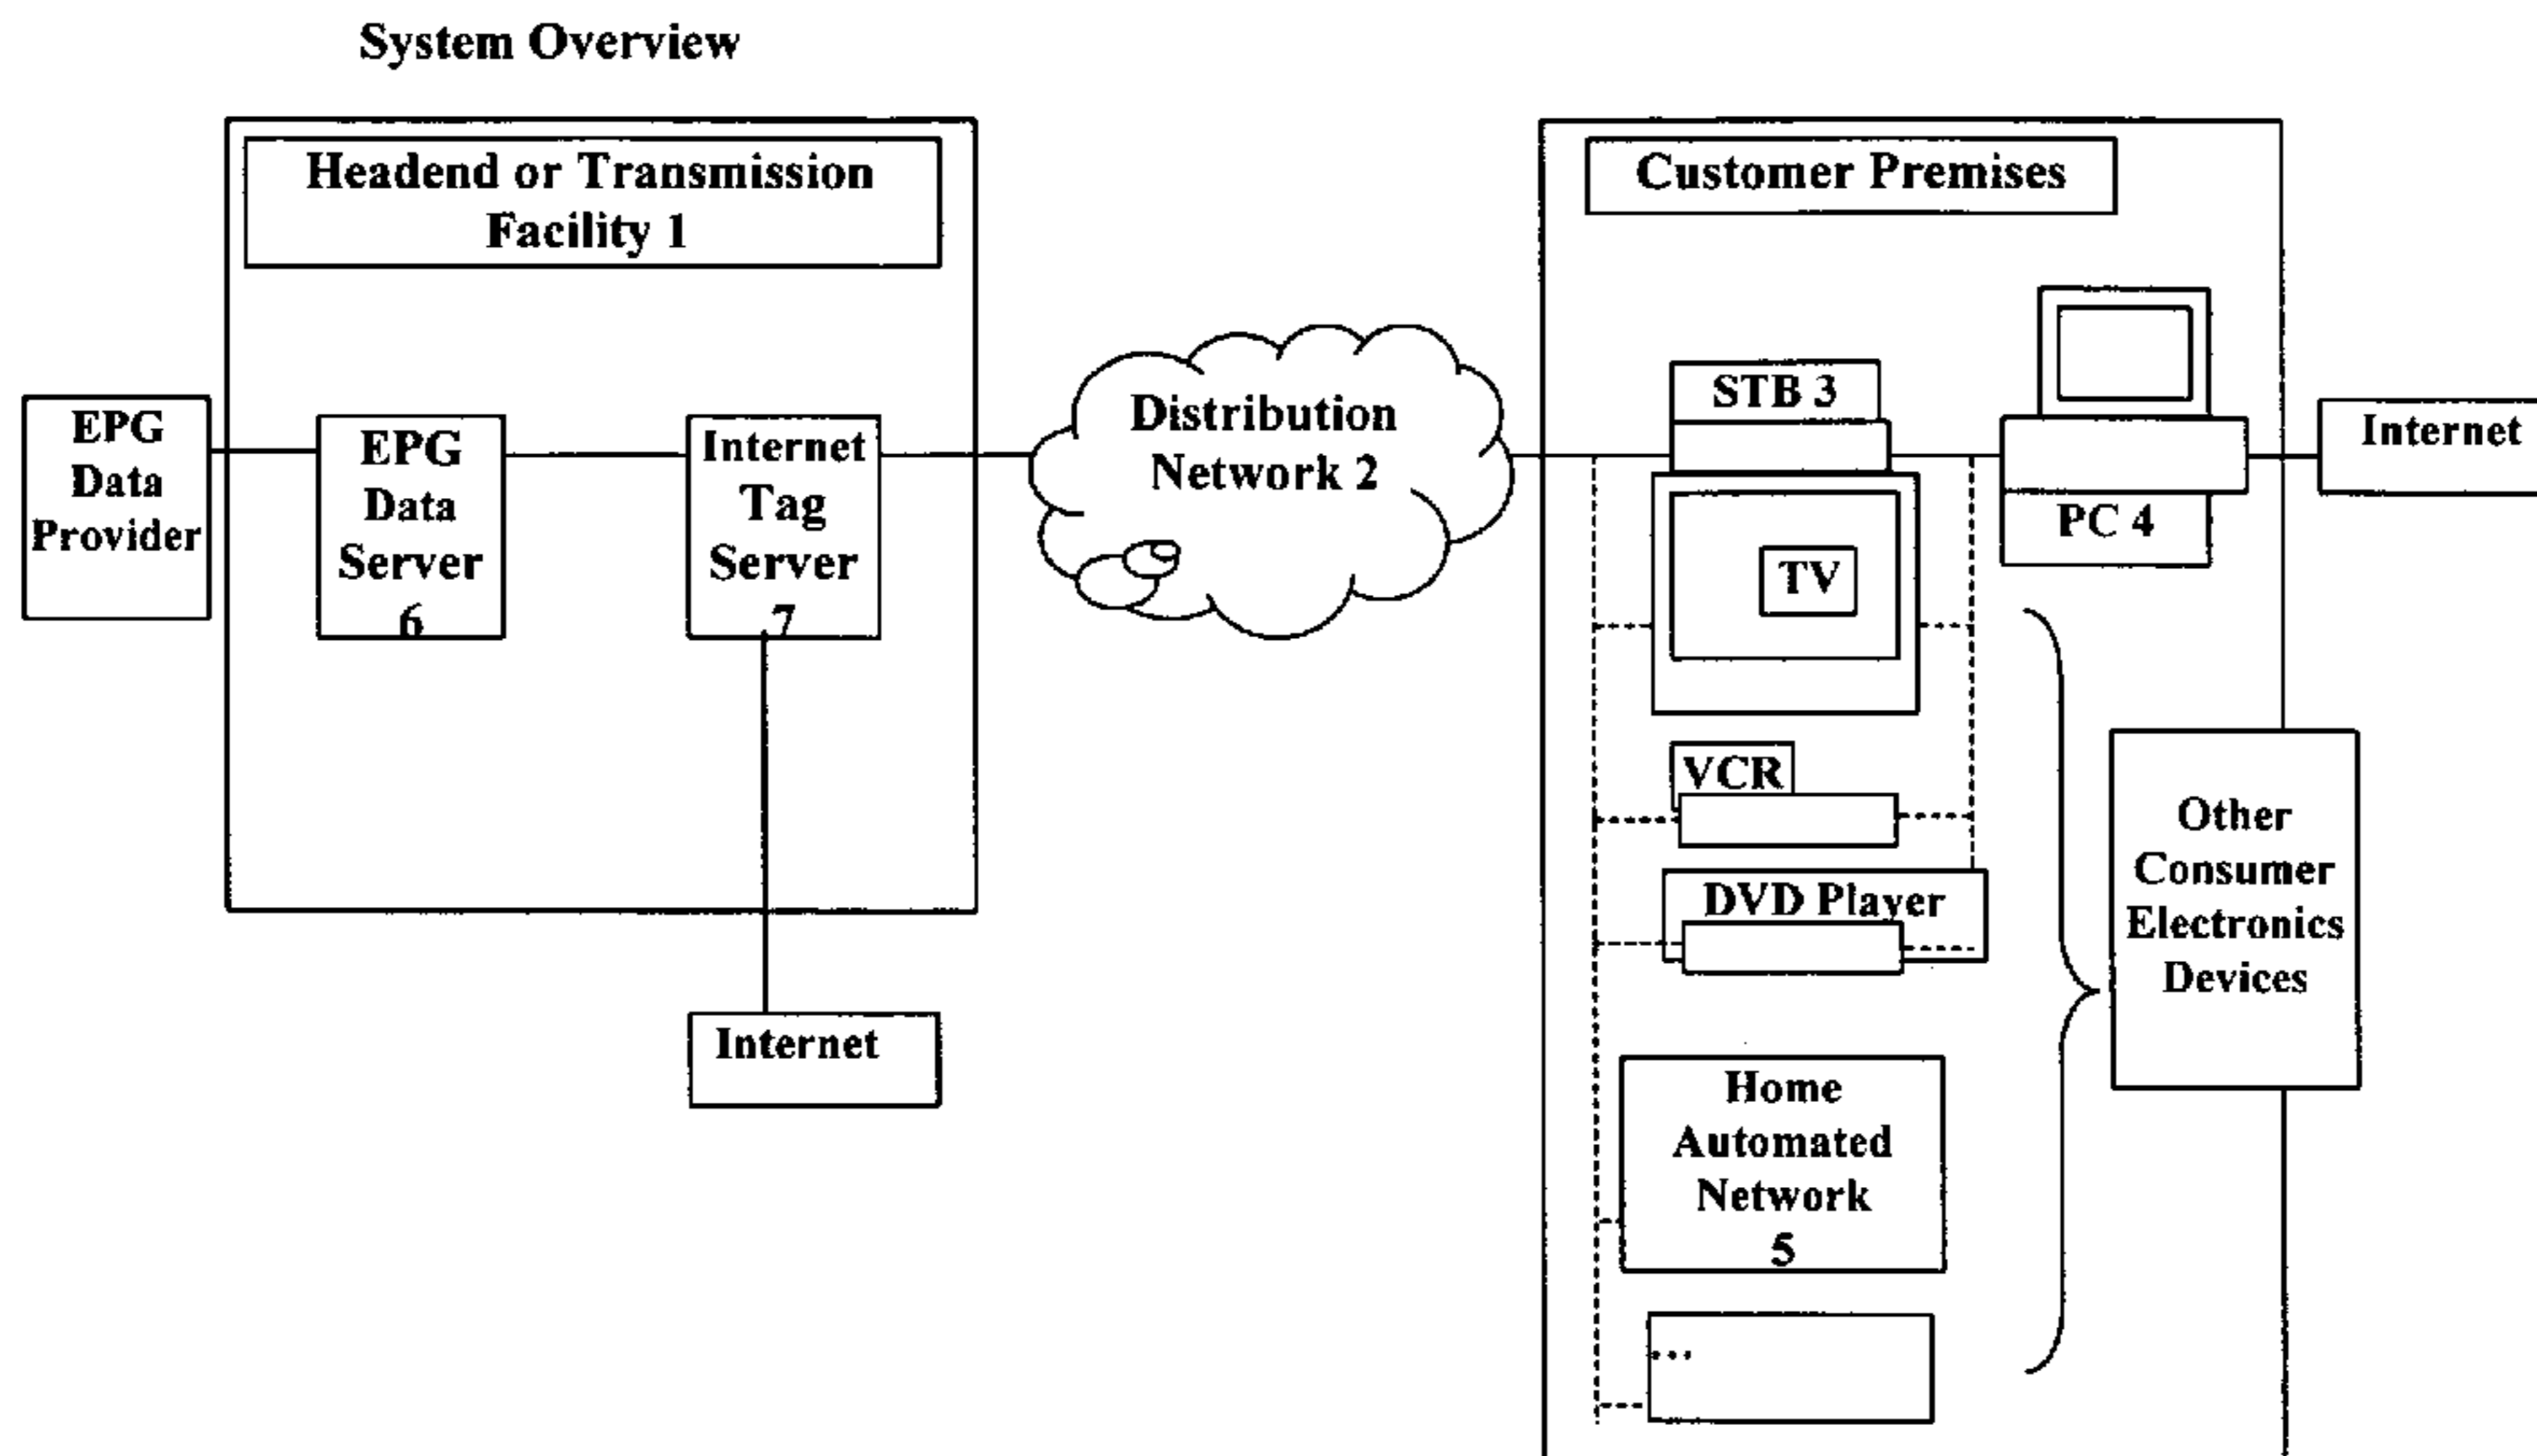 System Overview
Headend or Transmission
Facility 1
EPG
Data
Provider
EPG
Data
Server
6
Internet
Tag
Server
7
Internet
Distribution
Network 2
Customer Premises
STB 3
TV
PC 4
Internet
VCR
DVD Player
Home
Automated
Network
5
...
Other
Consumer
Electronics
Devices